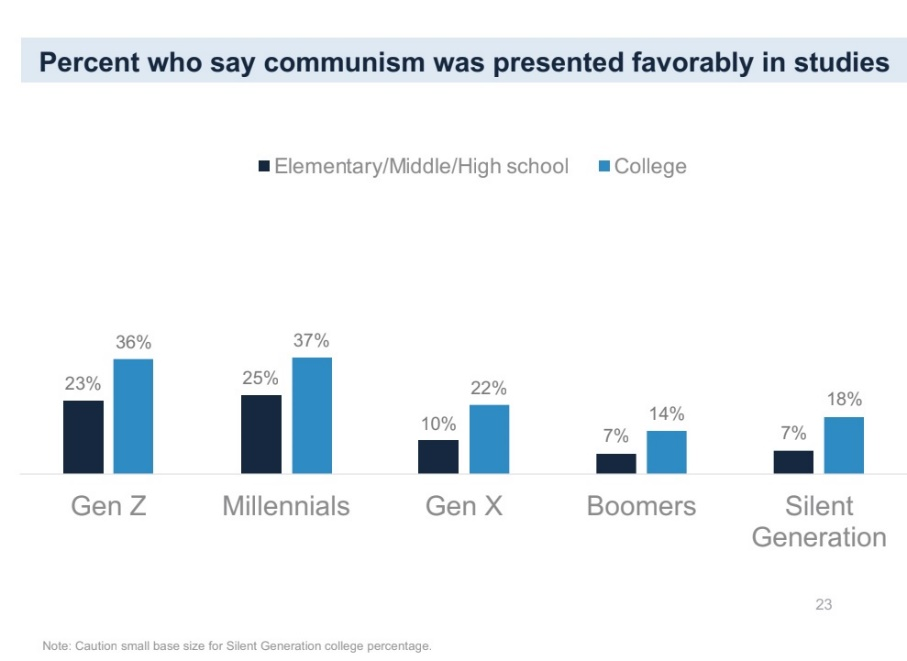 Percent who say communism was presented favorably in studies
Elementary/Middle/High school College
36% 37%
23% 25% 22%
10% 14% 18%
7% 7%
Gen Z Millennials Gen X Boomers Silent
Generation
23
Note: Caution small base size for Silent Generation college percentage.